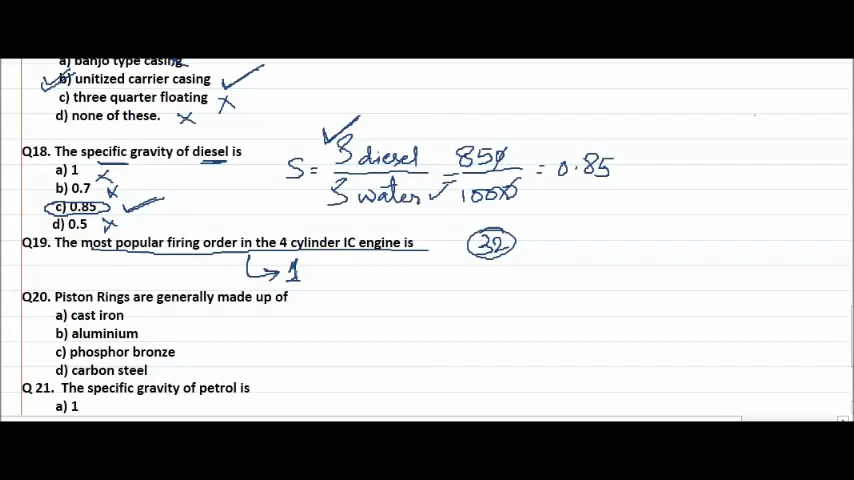 a) banjo type casing
b) unitized carrier casing
c) three quarter floating
d) none of these.
Q18. The specific gravity of diesel is
a) 1
b) 0.7
c) 0.85
d) 0.5
S = S diesel / S water = 850 / 1000 = 0.85
Q19. The most popular firing order in the 4 cylinder IC engine is
32
1
Q20. Piston Rings are generally made up of
a) cast iron
b) aluminium
c) phosphor bronze
d) carbon steel
Q 21. The specific gravity of petrol is
a) 1